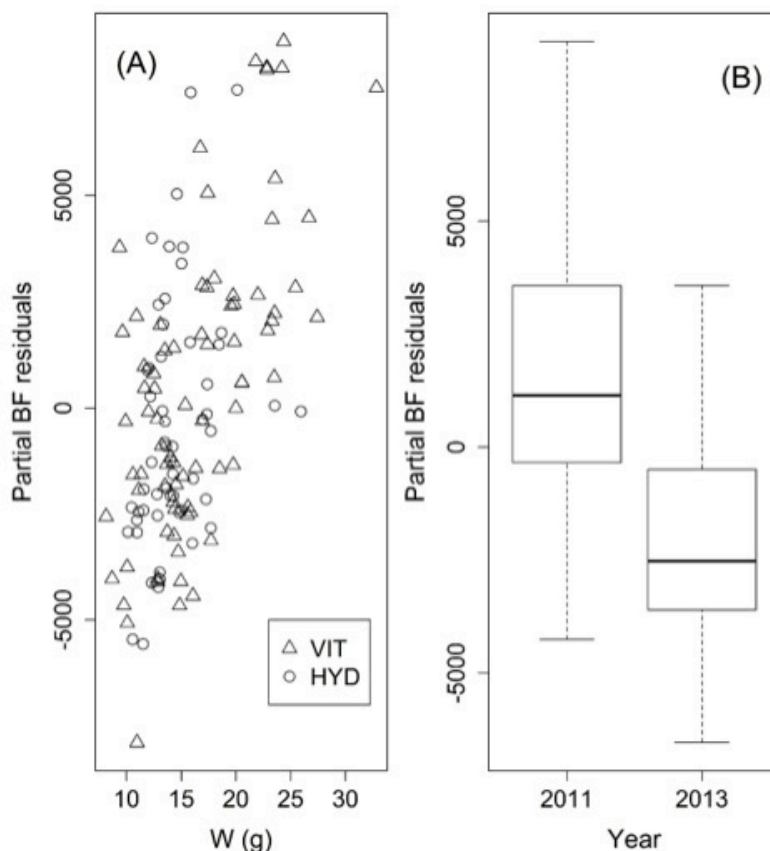 (A)
Partial BF residuals
5000
0
-5000
VIT
HYD
10 15 20 25 30
W (g)
(B)
Partial BF residuals
5000
0
-5000
2011 2013
Year